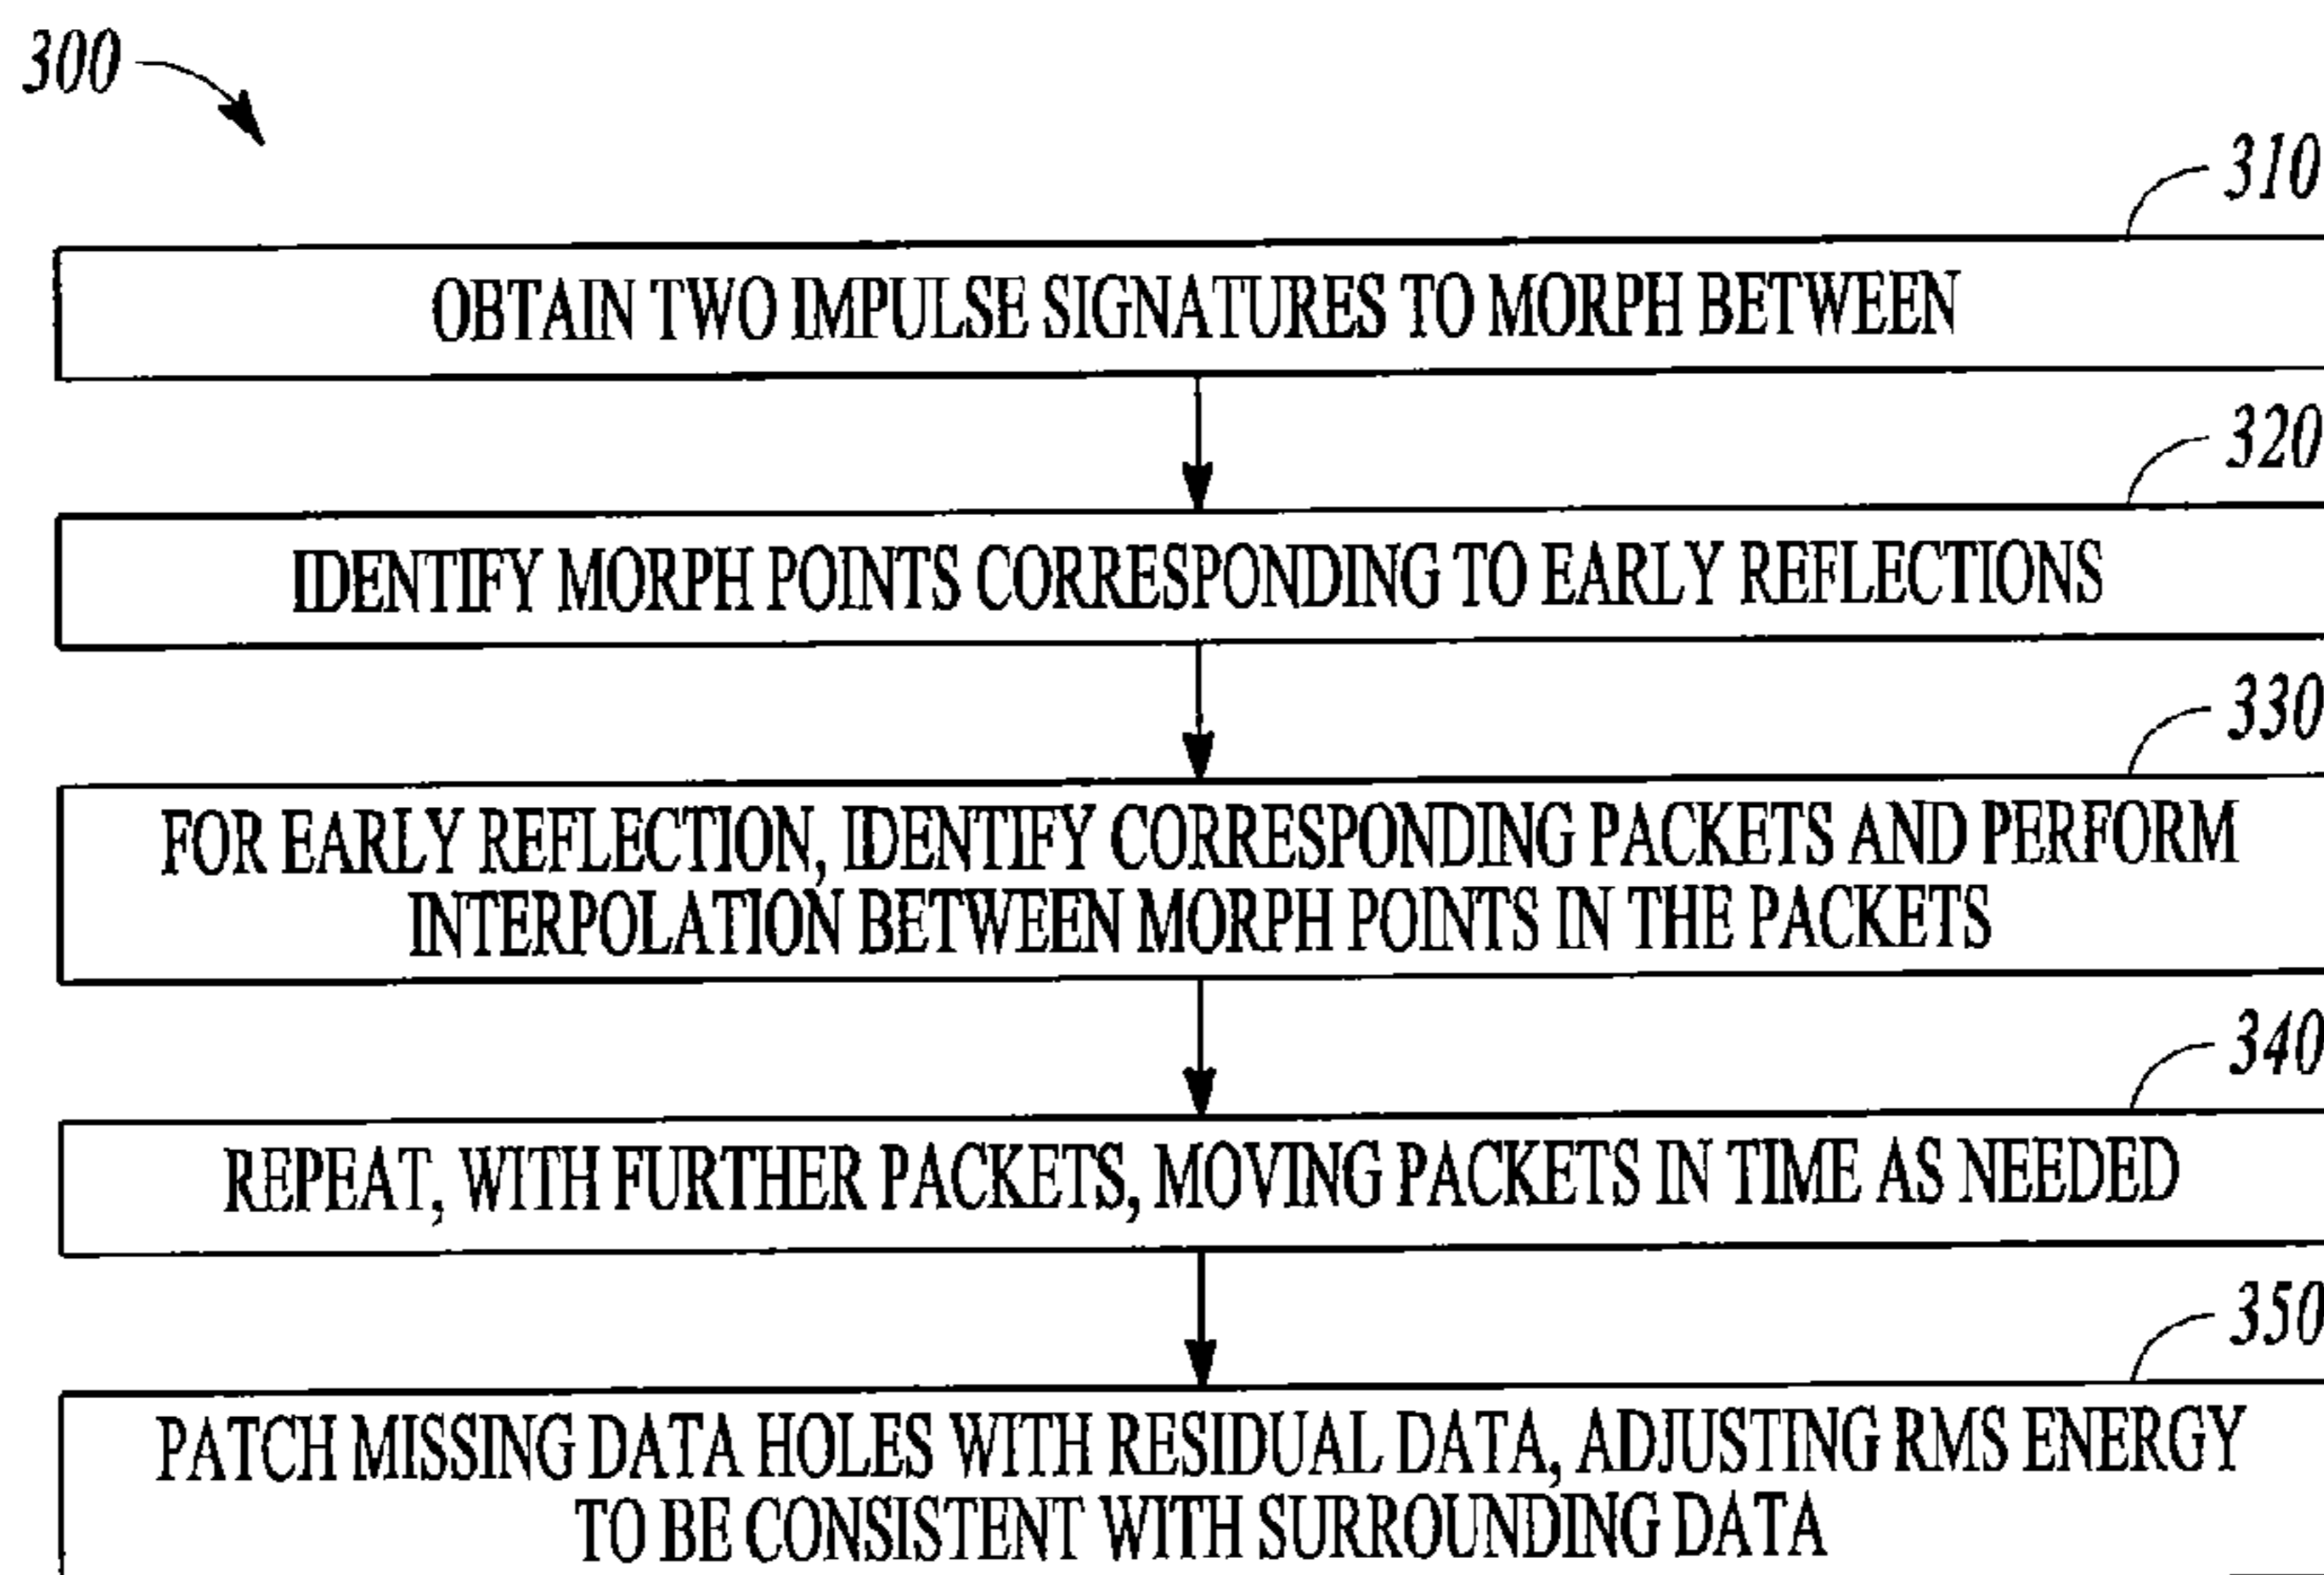 300
310
OBTAIN TWO IMPULSE SIGNATURES TO MORPH BETWEEN
320
IDENTIFY MORPH POINTS CORRESPONDING TO EARLY REFLECTIONS
330
FOR EARLY REFLECTION, IDENTIFY CORRESPONDING PACKETS AND PERFORM
INTERPOLATION BETWEEN MORPH POINTS IN THE PACKETS
340
REPEAT, WITH FURTHER PACKETS, MOVING PACKETS IN TIME AS NEEDED
350
PATCH MISSING DATA HOLES WITH RESIDUAL DATA, ADJUSTING RMS ENERGY
TO BE CONSISTENT WITH SURROUNDING DATA